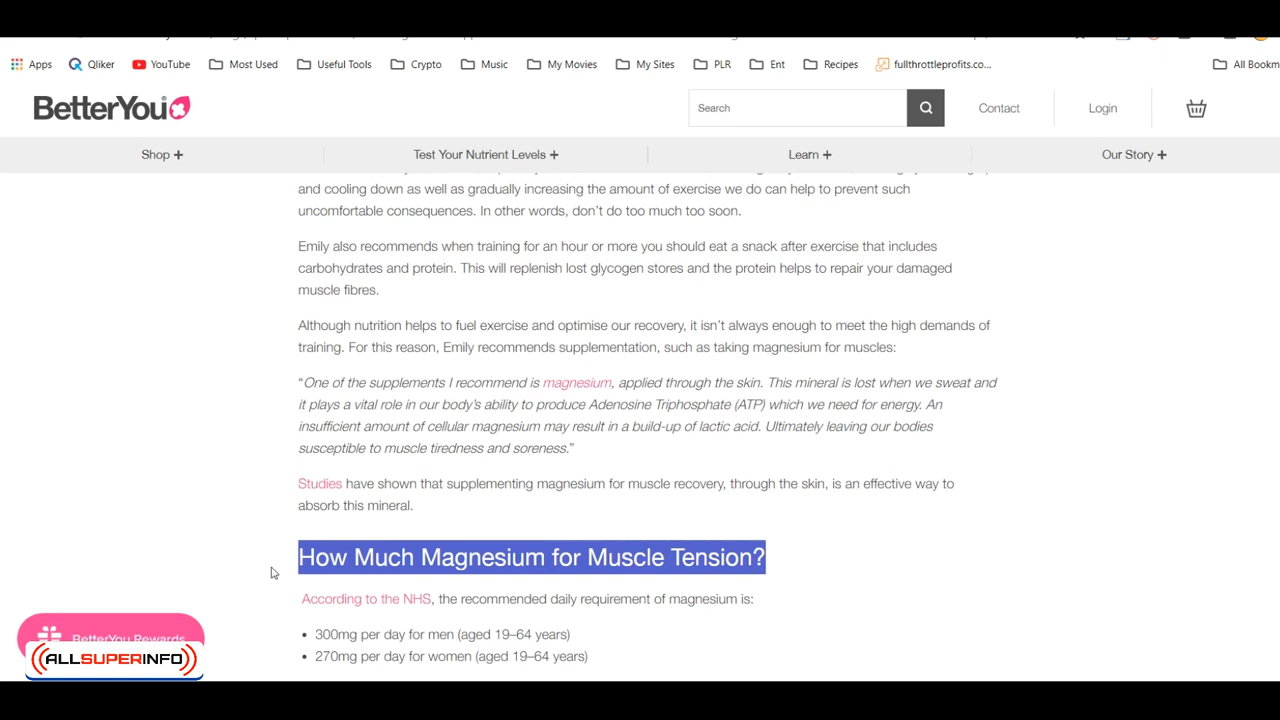 Apps Qliker YouTube Most Used Useful Tools Crypto Music My Movies My Sites PLR Ent Recipes fullthrottleprofits.co... All Bookm
BetterYou Search Contact Login
Shop + Test Your Nutrient Levels + Learn + Our Story +
and cooling down as well as gradually increasing the amount of exercise we do can help to prevent such
uncomfortable consequences. In other words, don’t do too much too soon.
Emily also recommends when training for an hour or more you should eat a snack after exercise that includes
carbohydrates and protein. This will replenish lost glycogen stores and the protein helps to repair your damaged
muscle fibres.
Although nutrition helps to fuel exercise and optimise our recovery, it isn’t always enough to meet the high demands of
training. For this reason, Emily recommends supplementation, such as taking magnesium for muscles:
“One of the supplements I recommend is magnesium, applied through the skin. This mineral is lost when we sweat and
it plays a vital role in our body’s ability to produce Adenosine Triphosphate (ATP) which we need for energy. An
insufficient amount of cellular magnesium may result in a build-up of lactic acid. Ultimately leaving our bodies
susceptible to muscle tiredness and soreness.”
Studies have shown that supplementing magnesium for muscle recovery, through the skin, is an effective way to
absorb this mineral.
How Much Magnesium for Muscle Tension?
According to the NHS, the recommended daily requirement of magnesium is:
• 300mg per day for men (aged 19–64 years)
• 270mg per day for women (aged 19–64 years)
BetterYou Rewards
ALLSUPERINFO